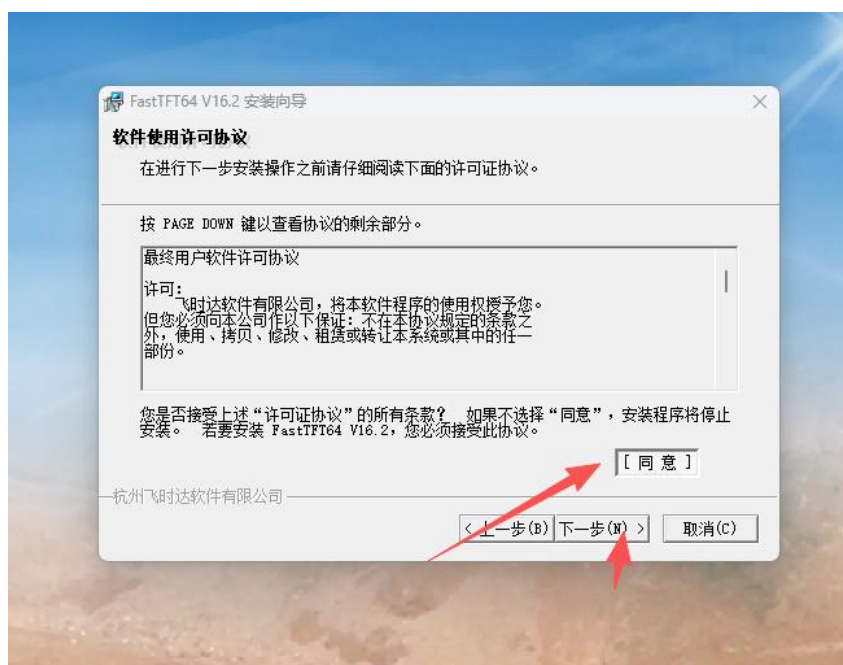 FastTFT64 V16.2 安装向导
软件使用许可协议
在进行下一步安装操作之前请仔细阅读下面的许可证协议。
按 PAGE DOWN 键以查看协议的剩余部分。
最终用户软件许可协议
许可：
飞时达软件有限公司，将本软件程序的使用权授予您。
但您必须向本公司作以下保证：不在本协议规定的条款之
外，使用、拷贝、修改、租赁或转让本系统或其中的任一
部份。
您是否接受上述“许可证协议”的所有条款？ 如果不选择“同意”，安装程序将停止
安装。 若要安装 FastTFT64 V16.2，您必须接受此协议。
[ 同 意 ]
杭州飞时达软件有限公司
< 上一步(B) 下一步(N) > 取消(C)